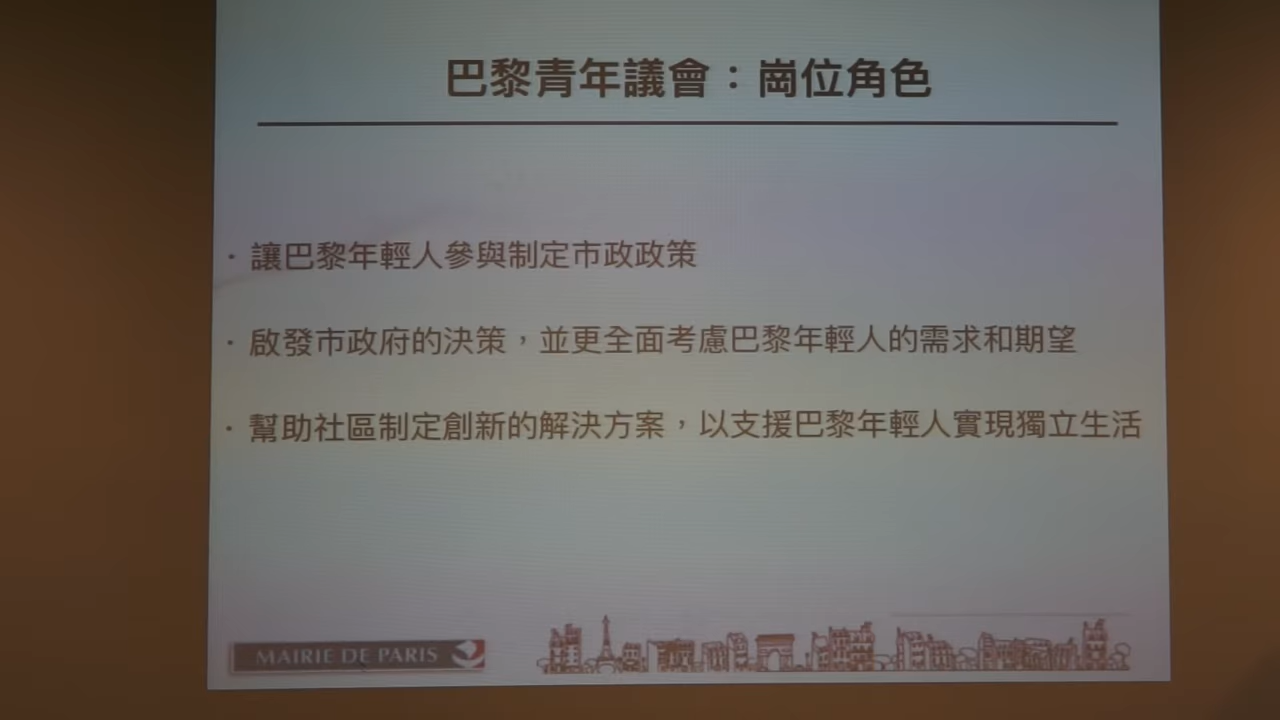 巴黎青年議會：崗位角色
· 讓巴黎年輕人參與制定市政政策
· 啟發市政府的決策，並更全面考慮巴黎年輕人的需求和期望
· 幫助社區制定創新的解決方案，以支援巴黎年輕人實現獨立生活
MAIRIE DE PARIS